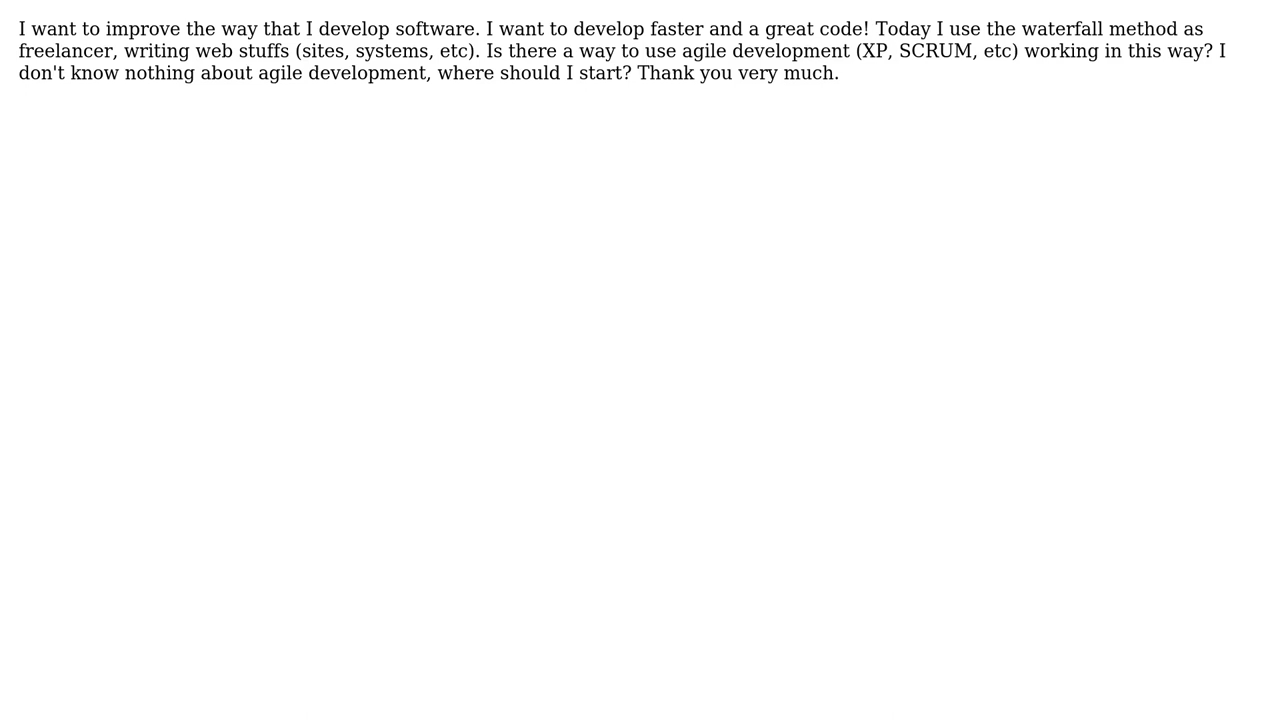 I want to improve the way that I develop software. I want to develop faster and a great code! Today I use the waterfall method as
freelancer, writing web stuffs (sites, systems, etc). Is there a way to use agile development (XP, SCRUM, etc) working in this way? I
don't know nothing about agile development, where should I start? Thank you very much.